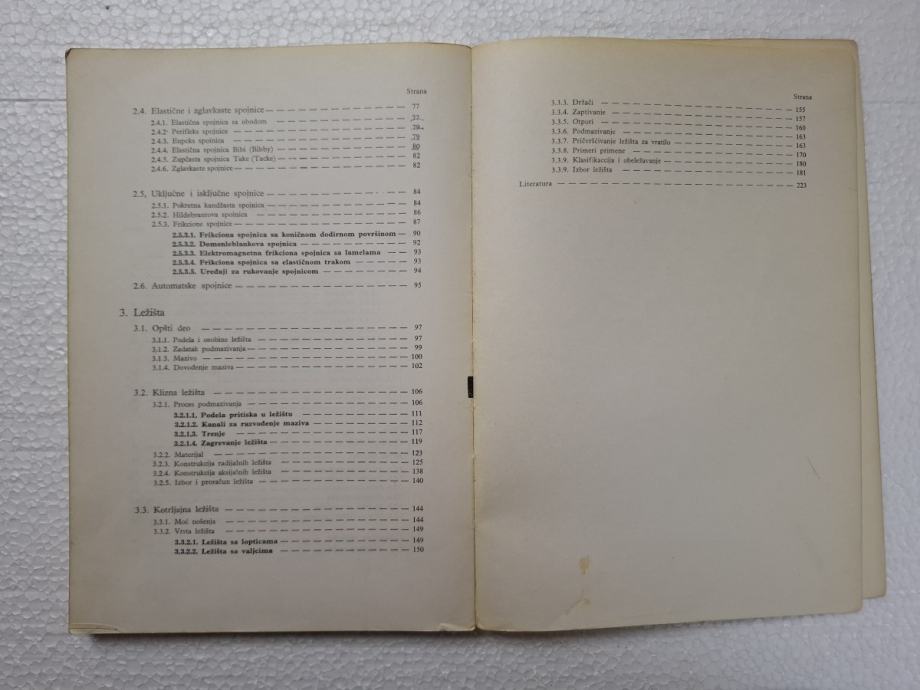 Strana
2.4. Elastične i zglavkaste spojnice — 77
2.4.1. Elastična spojnica sa obodom — 77
2.4.2. Perifleks spojnica — 79
2.4.3. Eupeks spojnica — 79
2.4.4. Elastična spojnica Bibi (Bibby) — 80
2.4.5. Zupčasta spojnica Take (Tacke) — 82
2.4.6. Zglavkaste spojnice — 82
2.5. Uključne i isključne spojnice — 84
2.5.1. Pokretna kandžasta spojnica — 84
2.5.2. Hildebrantova spojnica — 86
2.5.3. Frikcione spojnice — 87
2.5.3.1. Frikciona spojnica sa koničnom dodirnom površinom — 90
2.5.3.2. Domenleblankova spojnica — 92
2.5.3.3. Elektromagnetna frikciona spojnica sa lamelama — 93
2.5.3.4. Frikciona spojnica sa elastičnom trakom — 93
2.5.3.5. Uređaji za rukovanje spojnicom — 94
2.6. Automatske spojnice — 95
3. Ležišta
3.1. Opšti deo — 97
3.1.1. Podela i osobine ležišta — 97
3.1.2. Zadatak podmazivanja — 99
3.1.3. Mazivo — 100
3.1.4. Dovođenje maziva — 102
3.2. Klizna ležišta — 106
3.2.1. Proces podmazivanja — 106
3.2.1.1. Podela pritiska u ležištu — 111
3.2.1.2. Kanali za razvođenje maziva — 112
3.2.1.3. Trenje — 117
3.2.1.4. Zagrevanje ležišta — 119
3.2.2. Materijal — 123
3.2.3. Konstrukcija radijalnih ležišta — 125
3.2.4. Konstrukcija aksijalnih ležišta — 138
3.2.5. Izbor i proračun ležišta — 140
3.3. Kotrljajna ležišta — 144
3.3.1. Moć nošenja — 144
3.3.2. Vrsta ležišta — 149
3.3.2.1. Ležišta sa lopticama — 149
3.3.2.2. Ležišta sa valjcima — 150
Strana
3.3.3. Držači — 155
3.3.4. Zaptivanje — 157
3.3.5. Otpori — 160
3.3.6. Podmazivanje — 163
3.3.7. Pričvršćivanje ležišta za vratilo — 163
3.3.8. Primeri primene — 170
3.3.9. Klasifikaccija i obeležavanje — 180
3.3.9. Izbor ležišta — 181
Literatura — 223